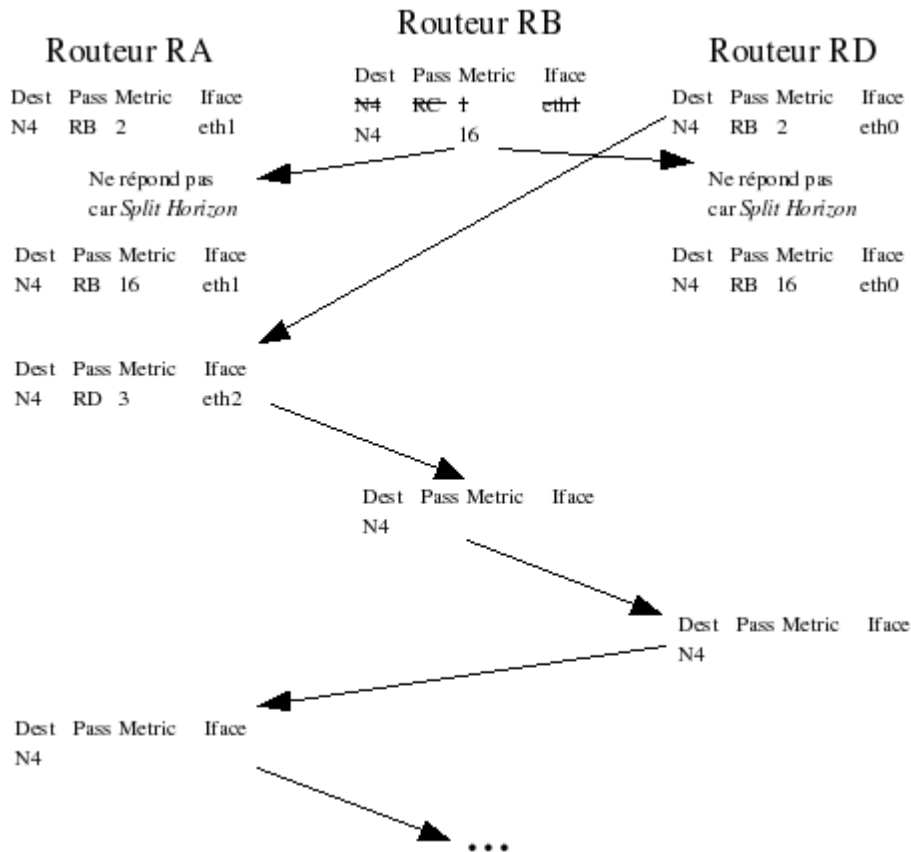 Routeur RA
Dest Pass Metric Iface
N4 RB 2 eth1
Ne répond pas
car Split Horizon
Dest Pass Metric Iface
N4 RB 16 eth1
Dest Pass Metric Iface
N4 RD 3 eth2
Routeur RB
Dest Pass Metric Iface
N4 RC 1 eth1
N4 16
Routeur RD
Dest Pass Metric Iface
N4 RB 2 eth0
Ne répond pas
car Split Horizon
Dest Pass Metric Iface
N4 RB 16 eth0
Dest Pass Metric Iface
N4
Dest Pass Metric Iface
N4
Dest Pass Metric Iface
N4
...